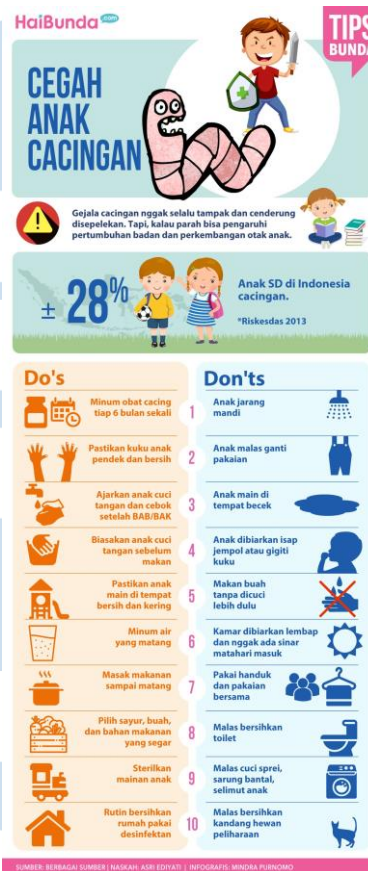 HaiBunda.com
TIPS
BUNDA
CEGAH
ANAK
CACINGAN
Gejala cacingan nggak selalu tampak dan cenderung
disepelekan. Tapi, kalau parah bisa pengaruhi
pertumbuhan badan dan perkembangan otak anak.
± 28%
Anak SD di Indonesia
cacingan.
*Riskesdas 2013
Do's
Don'ts
Minum obat cacing
tiap 6 bulan sekali
1
Anak jarang
mandi
Pastikan kuku anak
pendek dan bersih
2
Anak malas ganti
pakaian
Ajarkan anak cuci
tangan dan cebok
setelah BAB/BAK
3
Anak main di
tempat becek
Biasakan anak cuci
tangan sebelum
makan
4
Anak dibiarkan isap
jempol atau gigiti
kuku
Pastikan anak
main di tempat
bersih dan kering
5
Makan buah
tanpa dicuci
lebih dulu
Minum air
yang matang
6
Kamar dibiarkan lembap
dan nggak ada sinar
matahari masuk
Masak makanan
sampai matang
7
Pakai handuk
dan pakaian
bersama
Pilih sayur, buah,
dan bahan makanan
yang segar
8
Malas bersihkan
toilet
Sterilkan
mainan anak
9
Malas cuci sprei,
sarung bantal,
selimut anak
Rutin bersihkan
rumah pakai
desinfektan
10
Malas bersihkan
kandang hewan
peliharaan
SUMBER: BERBAGAI SUMBER | NASKAH: ASRI EDIYATI | INFOGRAFIS: MINDRA PURNOMO